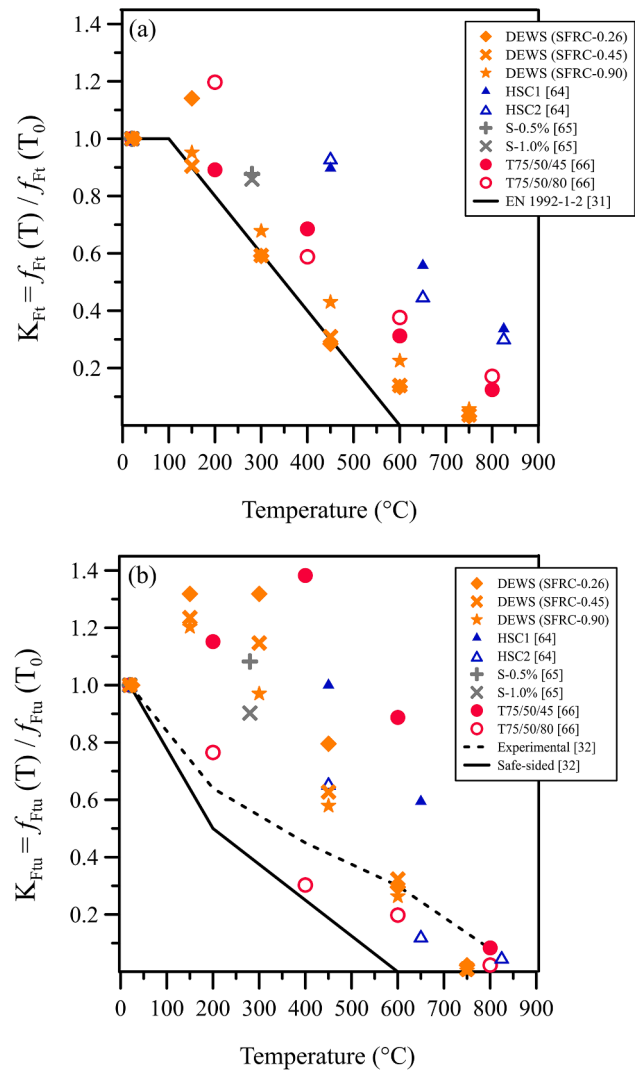 (a)
1.4
1.2
1.0
0.8
0.6
0.4
0.2
K_Ft = f_Ft (T) / f_Ft (T_0)
DEWS (SFRC-0.26)
DEWS (SFRC-0.45)
DEWS (SFRC-0.90)
HSC1 [64]
HSC2 [64]
S-0.5% [65]
S-1.0% [65]
T75/50/45 [66]
T75/50/80 [66]
EN 1992-1-2 [31]
0 100 200 300 400 500 600 700 800 900
Temperature (°C)
(b)
1.4
1.2
1.0
0.8
0.6
0.4
0.2
K_Ftu = f_Ftu (T) / f_Ftu (T_0)
DEWS (SFRC-0.26)
DEWS (SFRC-0.45)
DEWS (SFRC-0.90)
HSC1 [64]
HSC2 [64]
S-0.5% [65]
S-1.0% [65]
T75/50/45 [66]
T75/50/80 [66]
Experimental [32]
Safe-sided [32]
0 100 200 300 400 500 600 700 800 900
Temperature (°C)